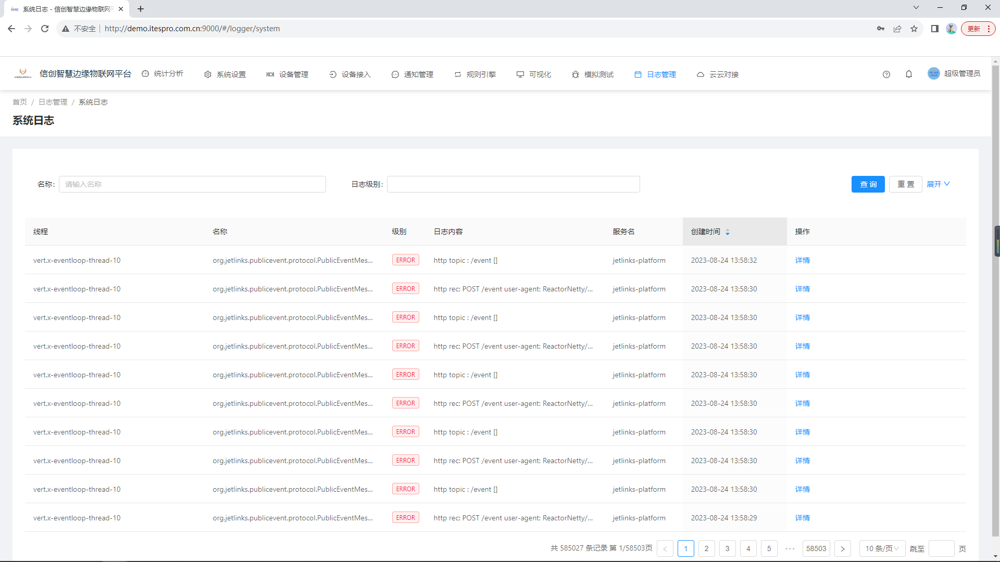 系统日志 - 信创智慧边缘物联网平
不安全 http://demo.itespro.com.cn:9000/#/logger/system
更新
信创智慧边缘物联网平台 统计分析 系统设置 设备管理 设备接入 通知管理 规则引擎 可视化 模拟测试 日志管理 云云对接 超级管理员
首页 / 日志管理 / 系统日志
系统日志
名称: 请输入名称 日志级别: 查 询 重 置 展开
线程 名称 级别 日志内容 服务名 创建时间 操作
vert.x-eventloop-thread-10 org.jetlinks.publicevent.protocol.PublicEventMes... ERROR http topic : /event [] jetlinks-platform 2023-08-24 13:58:32 详情
vert.x-eventloop-thread-10 org.jetlinks.publicevent.protocol.PublicEventMes... ERROR http rec: POST /event user-agent: ReactorNetty/... jetlinks-platform 2023-08-24 13:58:30 详情
vert.x-eventloop-thread-10 org.jetlinks.publicevent.protocol.PublicEventMes... ERROR http topic : /event [] jetlinks-platform 2023-08-24 13:58:30 详情
vert.x-eventloop-thread-10 org.jetlinks.publicevent.protocol.PublicEventMes... ERROR http rec: POST /event user-agent: ReactorNetty/... jetlinks-platform 2023-08-24 13:58:30 详情
vert.x-eventloop-thread-10 org.jetlinks.publicevent.protocol.PublicEventMes... ERROR http topic : /event [] jetlinks-platform 2023-08-24 13:58:30 详情
vert.x-eventloop-thread-10 org.jetlinks.publicevent.protocol.PublicEventMes... ERROR http rec: POST /event user-agent: ReactorNetty/... jetlinks-platform 2023-08-24 13:58:30 详情
vert.x-eventloop-thread-10 org.jetlinks.publicevent.protocol.PublicEventMes... ERROR http topic : /event [] jetlinks-platform 2023-08-24 13:58:30 详情
vert.x-eventloop-thread-10 org.jetlinks.publicevent.protocol.PublicEventMes... ERROR http rec: POST /event user-agent: ReactorNetty/... jetlinks-platform 2023-08-24 13:58:30 详情
vert.x-eventloop-thread-10 org.jetlinks.publicevent.protocol.PublicEventMes... ERROR http topic : /event [] jetlinks-platform 2023-08-24 13:58:30 详情
vert.x-eventloop-thread-10 org.jetlinks.publicevent.protocol.PublicEventMes... ERROR http rec: POST /event user-agent: ReactorNetty/... jetlinks-platform 2023-08-24 13:58:29 详情
共 585027 条记录 第 1/58503页 < 1 2 3 4 5 ••• 58503 > 10 条/页 跳至 页